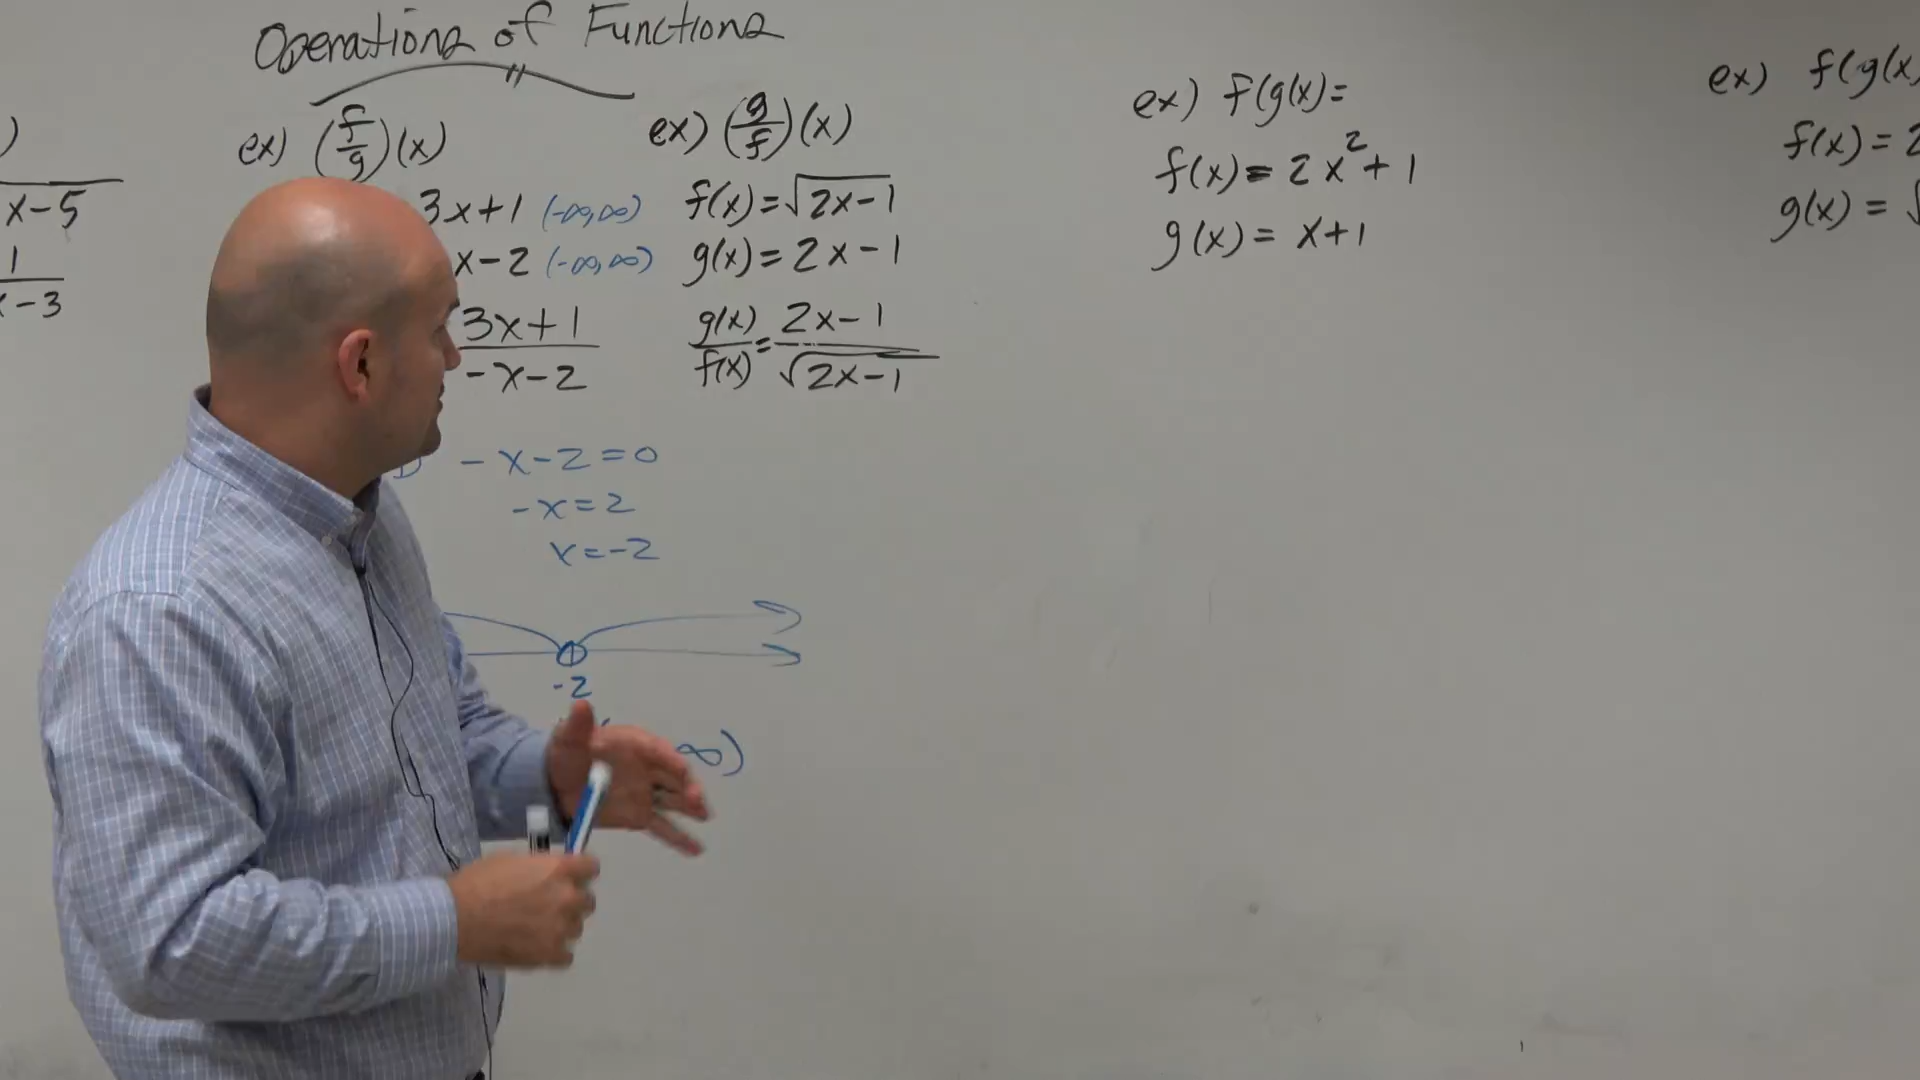 Operations of Functions
)
x-5
1
x-3
ex) (f/g)(x)
3x+1 (-∞,∞)
x-2 (-∞,∞)
3x+1
-x-2
-x-2=0
-x=2
x=-2
-2
∞)
ex) (g/f)(x)
f(x)=√2x-1
g(x)=2x-1
g(x)/f(x)=2x-1/√2x-1
ex) f(g(x)=
f(x)=2x²+1
g(x)=x+1
ex) f(g(x)
f(x)=2
g(x)=√